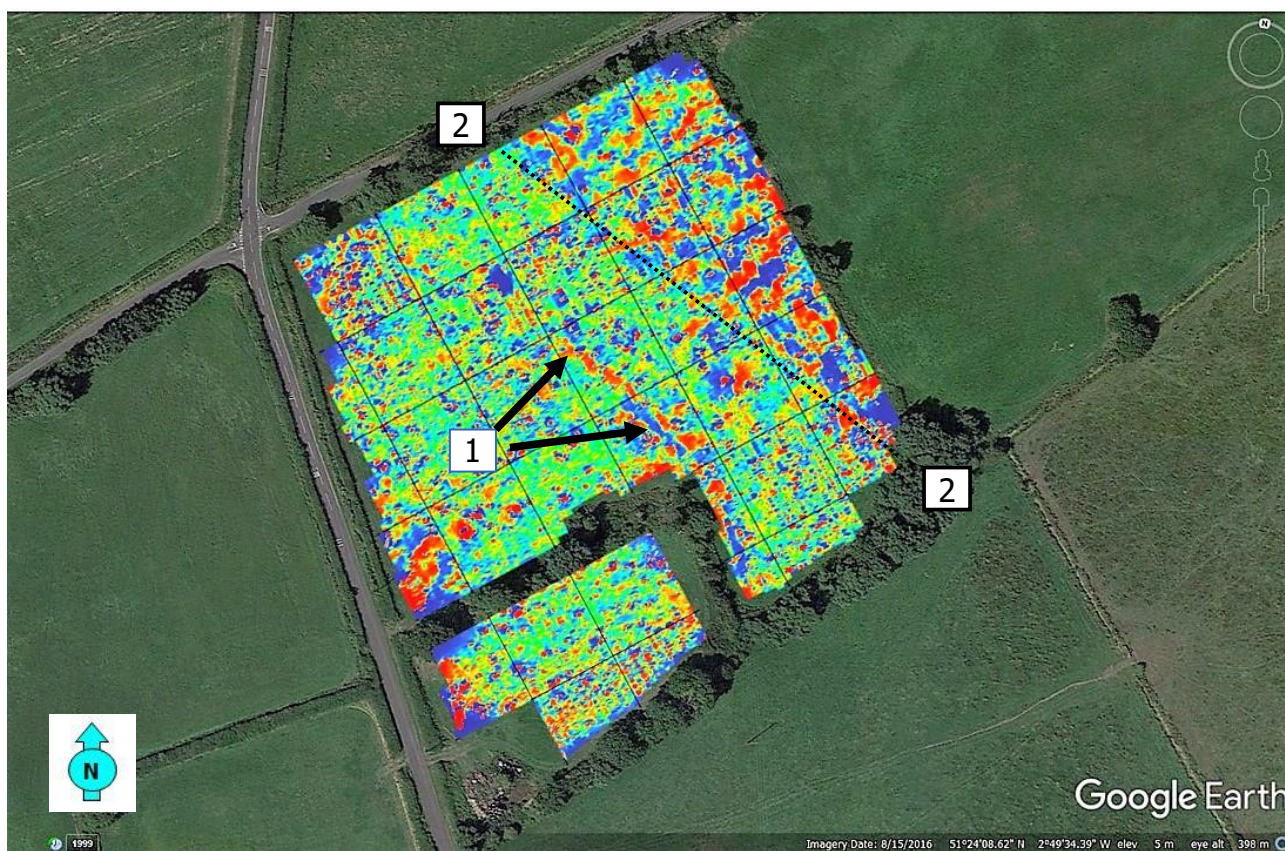 N
2
1
2
N
Google Earth
1999
Imagery Date: 8/15/2016 51°24'08.62" N 2°49'34.39" W elev 5 m eye alt 398 m